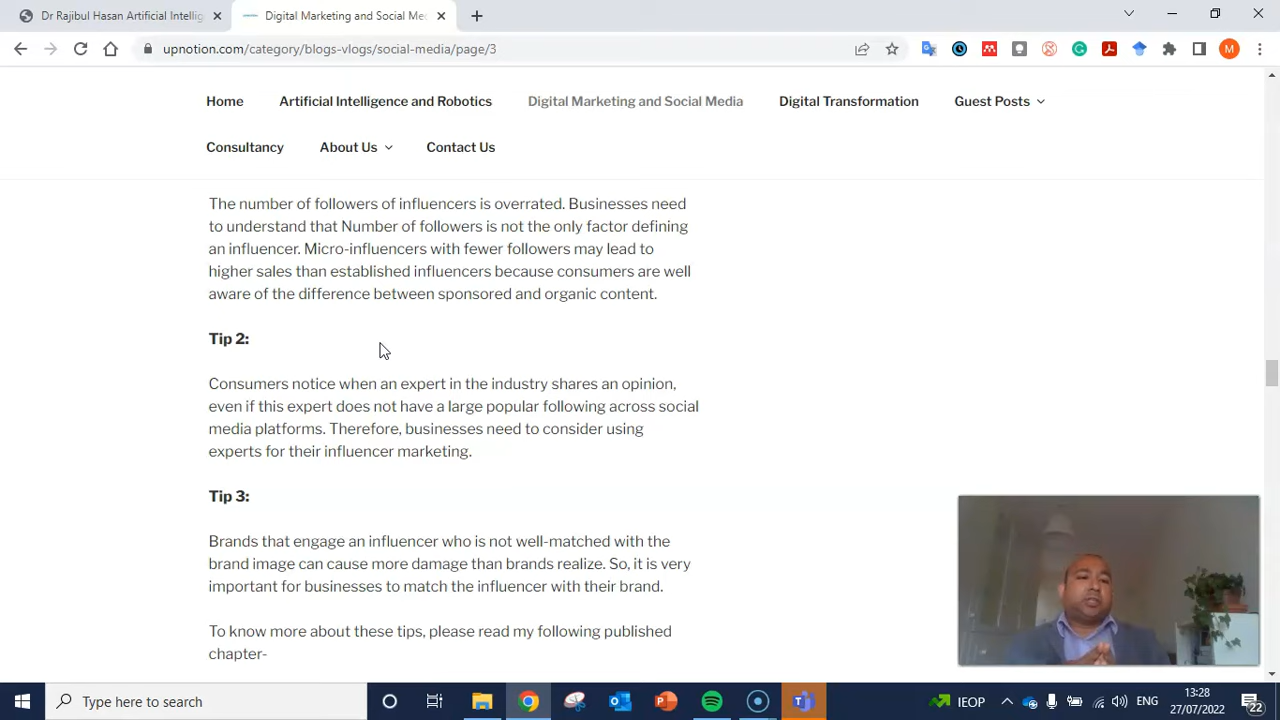 Dr Rajibul Hasan Artificial Intellig
Digital Marketing and Social Me
upnotion.com/category/blogs-vlogs/social-media/page/3
M
Home
Artificial Intelligence and Robotics
Digital Marketing and Social Media
Digital Transformation
Guest Posts
Consultancy
About Us
Contact Us
The number of followers of influencers is overrated. Businesses need
to understand that Number of followers is not the only factor defining
an influencer. Micro-influencers with fewer followers may lead to
higher sales than established influencers because consumers are well
aware of the difference between sponsored and organic content.
Tip 2:
Consumers notice when an expert in the industry shares an opinion,
even if this expert does not have a large popular following across social
media platforms. Therefore, businesses need to consider using
experts for their influencer marketing.
Tip 3:
Brands that engage an influencer who is not well-matched with the
brand image can cause more damage than brands realize. So, it is very
important for businesses to match the influencer with their brand.
To know more about these tips, please read my following published
chapter-
Type here to search
IEOP
ENG
13:28
27/07/2022
22